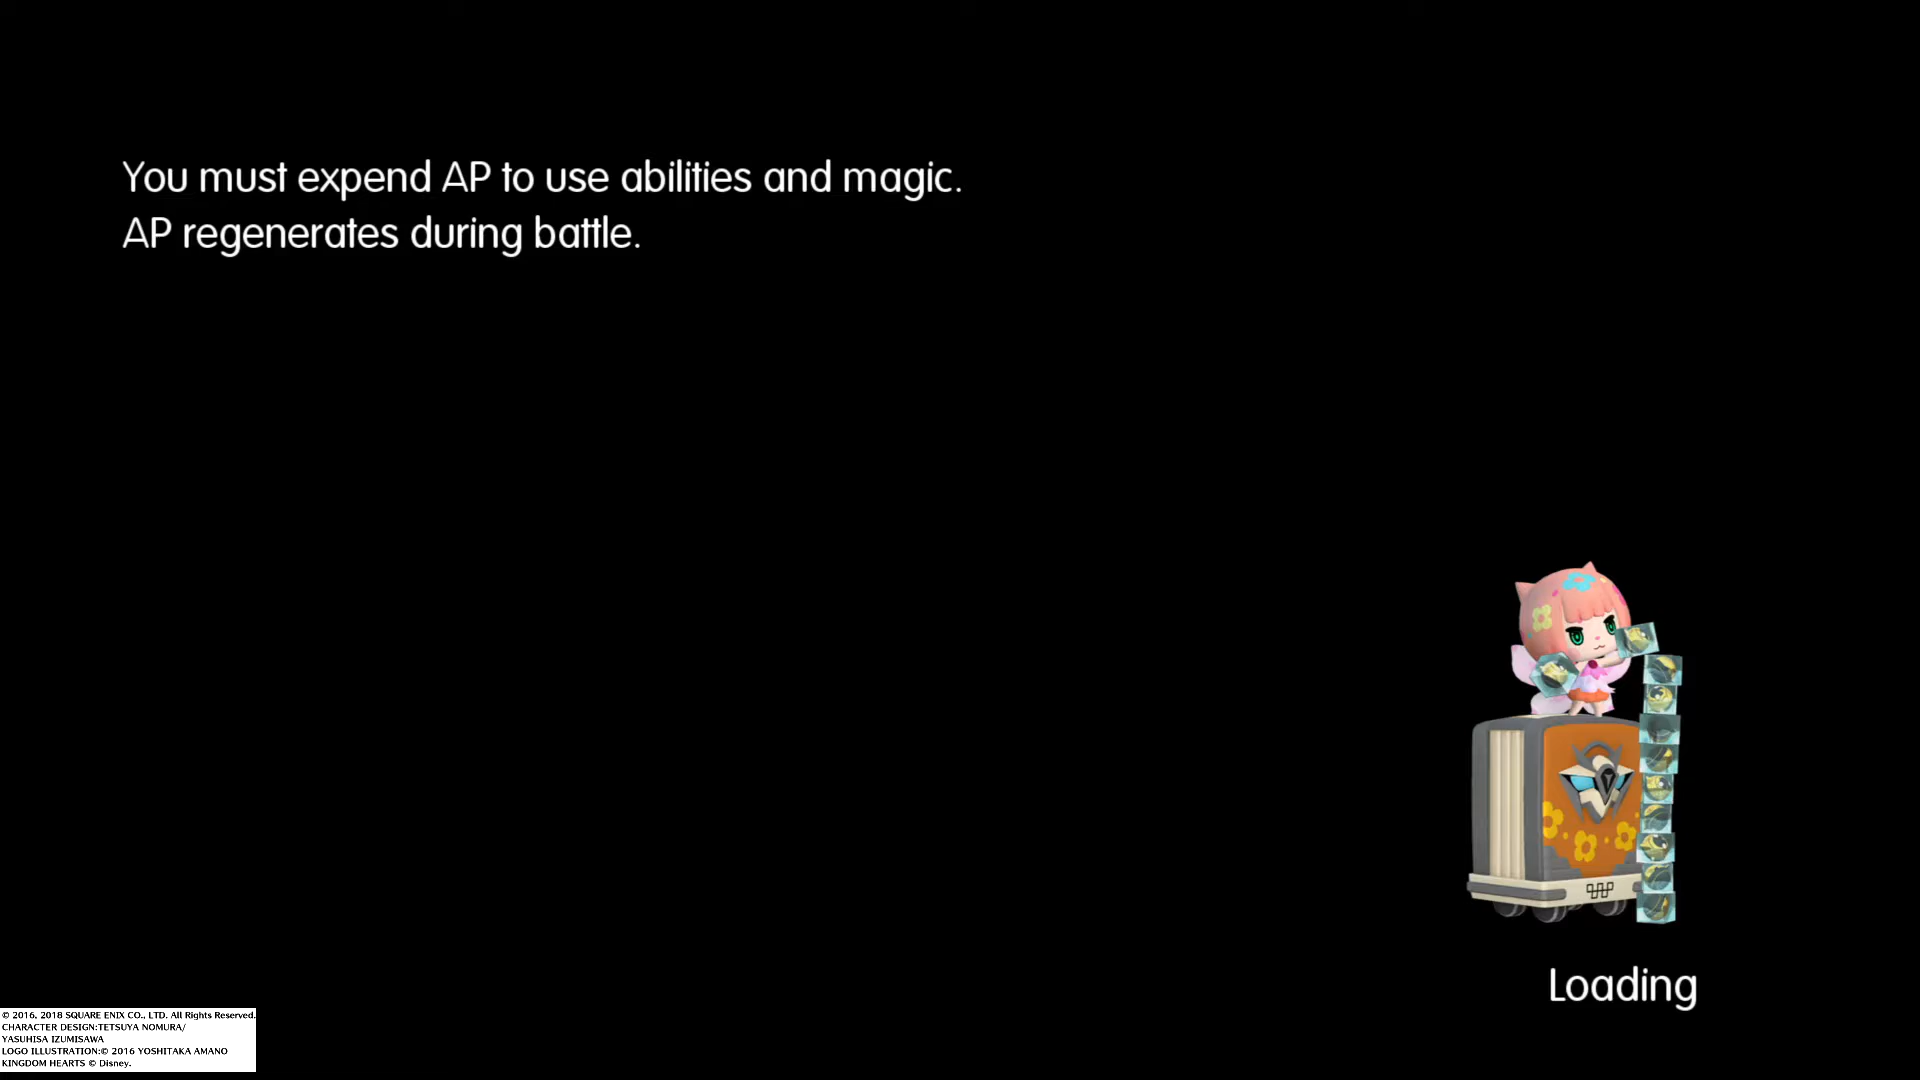 You must expend AP to use abilities and magic.
AP regenerates during battle.
Loading
© 2016, 2018 SQUARE ENIX CO., LTD. All Rights Reserved.
CHARACTER DESIGN:TETSUYA NOMURA/
YASUHISA IZUMISAWA
LOGO ILLUSTRATION:© 2016 YOSHITAKA AMANO
KINGDOM HEARTS © Disney.